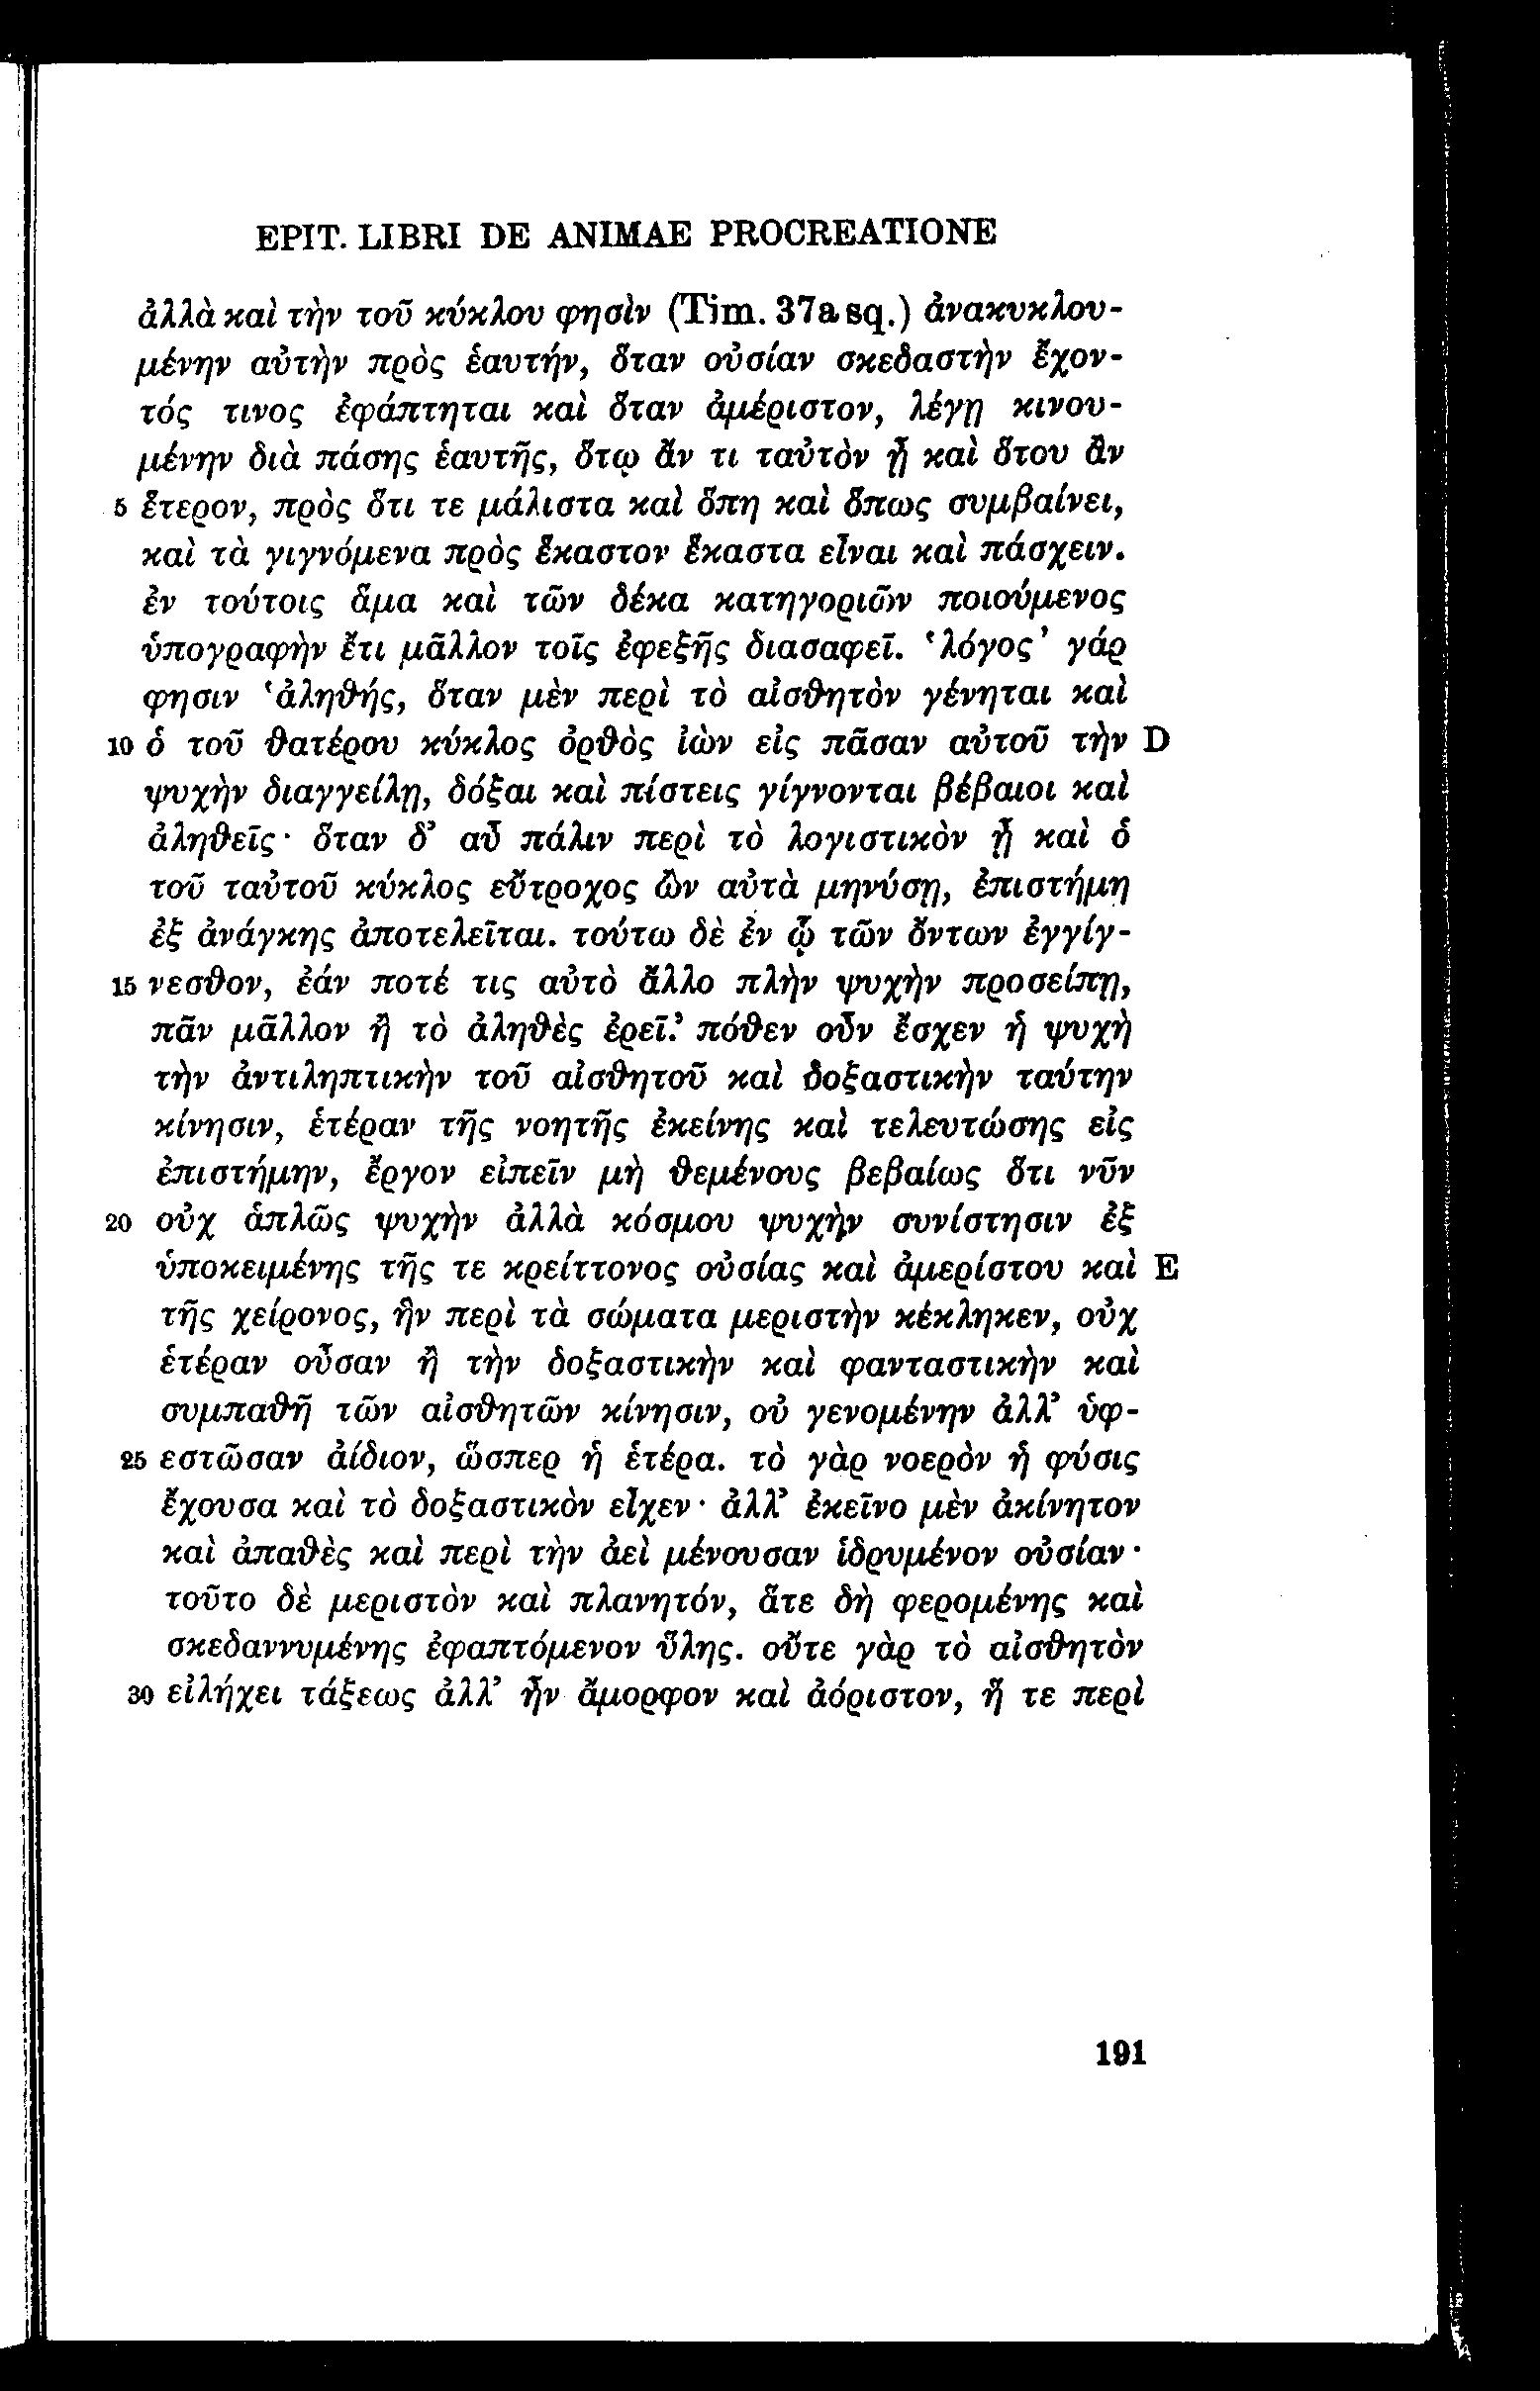 EPIT. LIBRI DE ANIMAE PROCREATIONE
ἀλλὰ καὶ τὴν τοῦ κύκλου φησὶν (Tim. 37a sq.) ἀνακυκλου-
μένην αὐτὴν πρὸς ἑαυτήν, ὅταν οὐσίαν σκεδαστὴν ἔχον-
τός τινος ἐφάπτηται καὶ ὅταν ἀμέριστον, λέγῃ κινου-
μένην διὰ πάσης ἑαυτῆς, ὅτῳ ἄν τι ταὐτὸν ᾖ καὶ ὅτου ἂν
5 ἕτερον, πρὸς ὅτι τε μάλιστα καὶ ὅπη καὶ ὅπως συμβαίνει,
καὶ τὰ γιγνόμενα πρὸς ἕκαστον ἕκαστα εἶναι καὶ πάσχειν.
ἐν τούτοις ἅμα καὶ τῶν δέκα κατηγοριῶν ποιούμενος
ὑπογραφὴν ἔτι μᾶλλον τοῖς ἐφεξῆς διασαφεῖ. ‘λόγος’ γάρ
φησιν ‘ἀληθής, ὅταν μὲν περὶ τὸ αἰσθητὸν γένηται καὶ
10 ὁ τοῦ θατέρου κύκλος ὀρθὸς ἰὼν εἰς πᾶσαν αὐτοῦ τὴν D
ψυχὴν διαγγείλῃ, δόξαι καὶ πίστεις γίγνονται βέβαιοι καὶ
ἀληθεῖς· ὅταν δ’ αὖ πάλιν περὶ τὸ λογιστικὸν ᾖ καὶ ὁ
τοῦ ταὐτοῦ κύκλος εὔτροχος ὢν αὐτὰ μηνύσῃ, ἐπιστήμη
ἐξ ἀνάγκης ἀποτελεῖται. τούτω δὲ ἐν ᾧ τῶν ὄντων ἐγγίγ-
15 νεσθον, ἐάν ποτέ τις αὐτὸ ἄλλο πλὴν ψυχὴν προσείπῃ,
πᾶν μᾶλλον ἢ τὸ ἀληθὲς ἐρεῖ.’ πόθεν οὖν ἔσχεν ἡ ψυχὴ
τὴν ἀντιληπτικὴν τοῦ αἰσθητοῦ καὶ δοξαστικὴν ταύτην
κίνησιν, ἑτέραν τῆς νοητῆς ἐκείνης καὶ τελευτώσης εἰς
ἐπιστήμην, ἔργον εἰπεῖν μὴ θεμένους βεβαίως ὅτι νῦν
20 οὐχ ἁπλῶς ψυχὴν ἀλλὰ κόσμου ψυχὴν συνίστησιν ἐξ
ὑποκειμένης τῆς τε κρείττονος οὐσίας καὶ ἀμερίστου καὶ E
τῆς χείρονος, ἣν περὶ τὰ σώματα μεριστὴν κέκληκεν, οὐχ
ἑτέραν οὖσαν ἢ τὴν δοξαστικὴν καὶ φανταστικὴν καὶ
συμπαθῆ τῶν αἰσθητῶν κίνησιν, οὐ γενομένην ἀλλ’ ὑφ-
25 εστῶσαν ἀίδιον, ὥσπερ ἡ ἑτέρα. τὸ γὰρ νοερὸν ἡ φύσις
ἔχουσα καὶ τὸ δοξαστικὸν εἶχεν· ἀλλ’ ἐκεῖνο μὲν ἀκίνητον
καὶ ἀπαθὲς καὶ περὶ τὴν ἀεὶ μένουσαν ἱδρυμένον οὐσίαν·
τοῦτο δὲ μεριστὸν καὶ πλανητόν, ἅτε δὴ φερομένης καὶ
σκεδαννυμένης ἐφαπτόμενον ὕλης. οὔτε γὰρ τὸ αἰσθητὸν
30 εἰλήχει τάξεως ἀλλ’ ἦν ἄμορφον καὶ ἀόριστον, ἥ τε περὶ
191